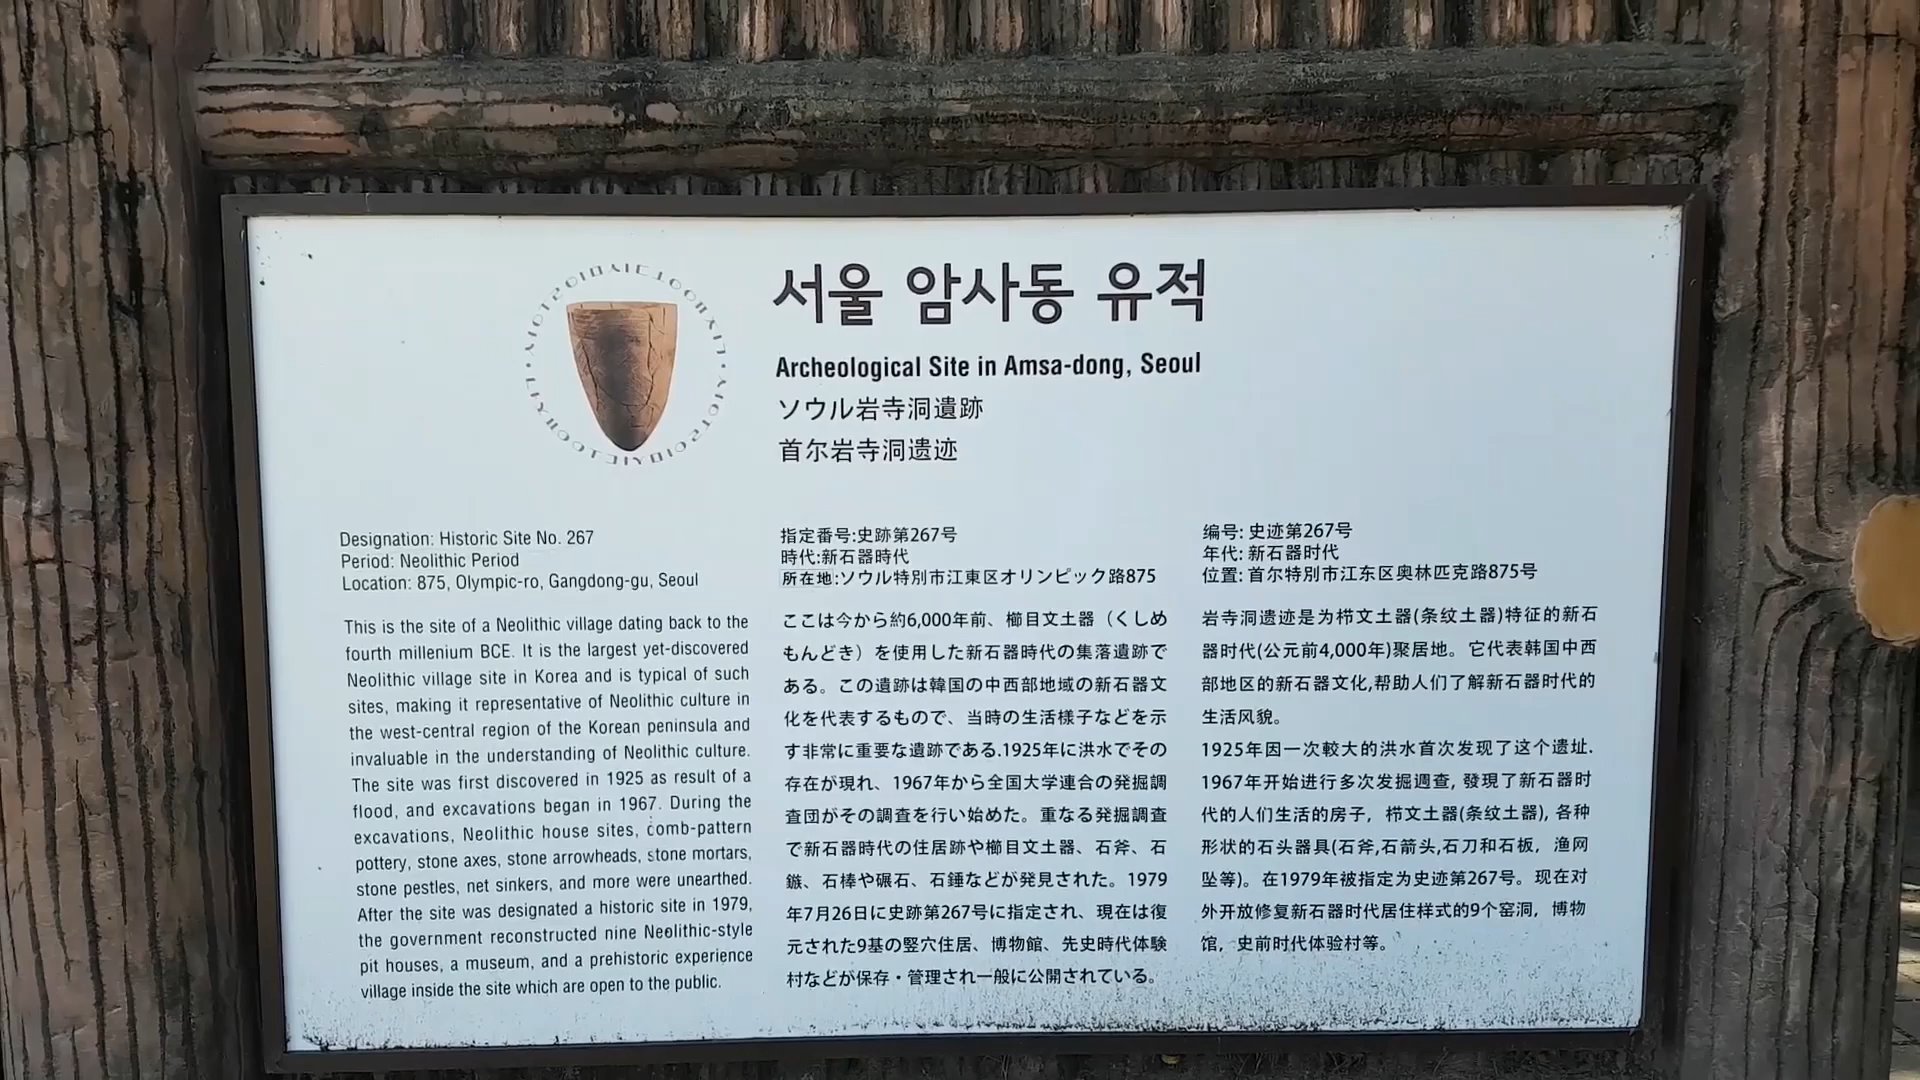 서울 암사동 유적
Archeological Site in Amsa-dong, Seoul
ソウル岩寺洞遺跡
首尔岩寺洞遗迹
Designation: Historic Site No. 267
Period: Neolithic Period
Location: 875, Olympic-ro, Gangdong-gu, Seoul
This is the site of a Neolithic village dating back to the
fourth millenium BCE. It is the largest yet-discovered
Neolithic village site in Korea and is typical of such
sites, making it representative of Neolithic culture in
the west-central region of the Korean peninsula and
invaluable in the understanding of Neolithic culture.
The site was first discovered in 1925 as result of a
flood, and excavations began in 1967. During the
excavations, Neolithic house sites, comb-pattern
pottery, stone axes, stone arrowheads, stone mortars,
stone pestles, net sinkers, and more were unearthed.
After the site was designated a historic site in 1979,
the government reconstructed nine Neolithic-style
pit houses, a museum, and a prehistoric experience
village inside the site which are open to the public.
指定番号:史跡第267号
時代:新石器時代
所在地:ソウル特別市江東区オリンピック路875
ここは今から約6,000年前、櫛目文土器（くしめ
もんどき）を使用した新石器時代の集落遺跡で
ある。この遺跡は韓国の中西部地域の新石器文
化を代表するもので、当時の生活様子などを示
す非常に重要な遺跡である.1925年に洪水でその
存在が現れ、1967年から全国大学連合の発掘調
査団がその調査を行い始めた。重なる発掘調査
で新石器時代の住居跡や櫛目文土器、石斧、石
鏃、石棒や碾石、石錘などが発見された。1979
年7月26日に史跡第267号に指定され、現在は復
元された9基の竪穴住居、博物館、先史時代体験
村などが保存・管理され一般に公開されている。
编号: 史迹第267号
年代: 新石器时代
位置: 首尔特別市江东区奥林匹克路875号
岩寺洞遗迹是为栉文土器(条纹土器)特征的新石
器时代(公元前4,000年)聚居地。它代表韩国中西
部地区的新石器文化,帮助人们了解新石器时代的
生活风貌。
1925年因一次較大的洪水首次发现了这个遗址.
1967年开始进行多次发掘调查, 發現了新石器时
代的人们生活的房子，栉文土器(条纹土器), 各种
形状的石头器具(石斧,石箭头,石刀和石板，渔网
坠等)。在1979年被指定为史迹第267号。现在对
外开放修复新石器时代居住样式的9个窑洞，博物
馆，史前时代体验村等。